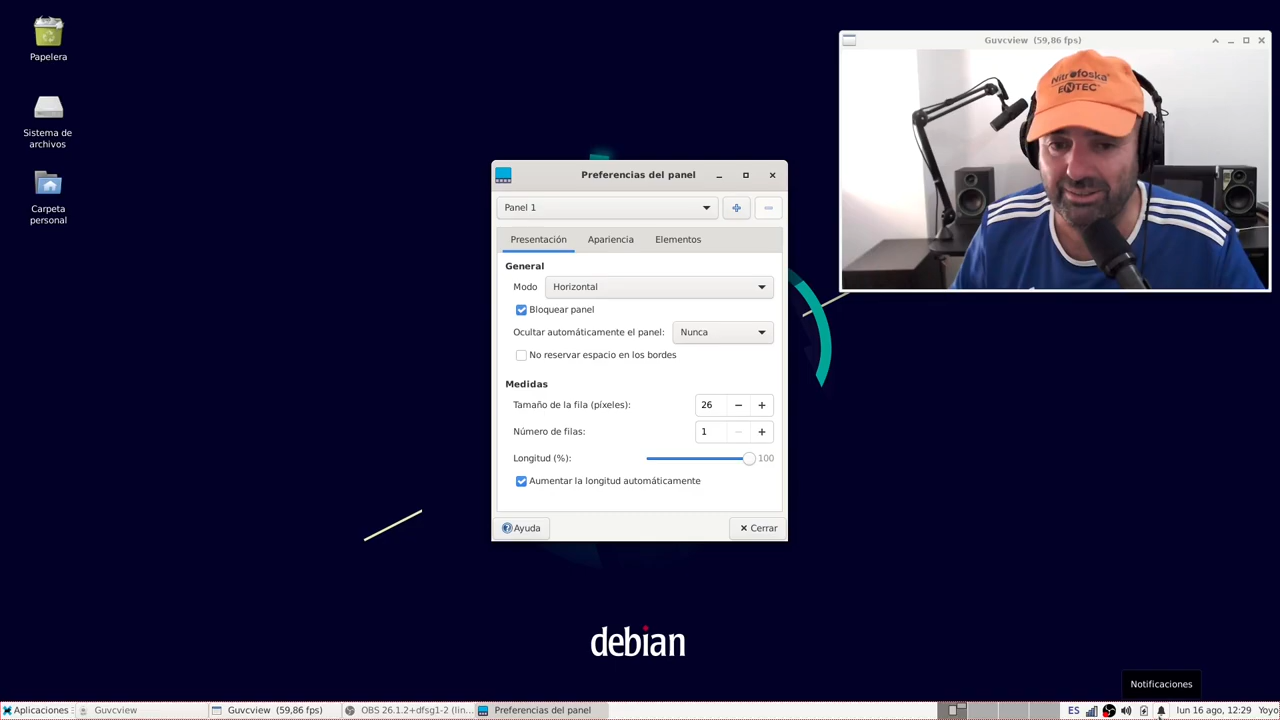 Papelera
Sistema de
archivos
Carpeta
personal
Guvcview (59,86 fps)
Nitrofoska
ENTEC
Preferencias del panel
Panel 1
Presentación
Apariencia
Elementos
General
Modo
Horizontal
Bloquear panel
Ocultar automáticamente el panel:
Nunca
No reservar espacio en los bordes
Medidas
Tamaño de la fila (píxeles):
26
Número de filas:
1
Longitud (%):
100
Aumentar la longitud automáticamente
Ayuda
Cerrar
debian
Notificaciones
Aplicaciones
Guvcview
Guvcview (59,86 fps)
OBS 26.1.2+dfsg1-2 (lin...
Preferencias del panel
ES
lun 16 ago, 12:29
Yoyo